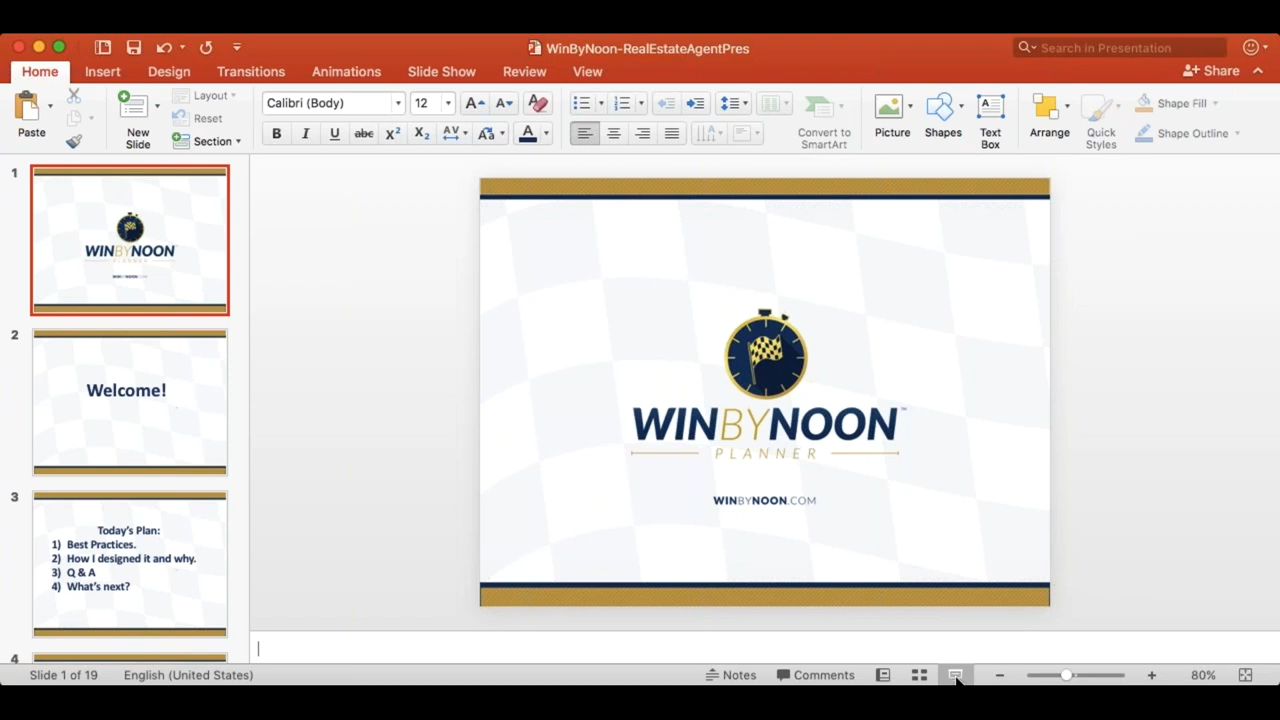 WinByNoon-RealEstateAgentPres
Search in Presentation
Home Insert Design Transitions Animations Slide Show Review View
Share
Paste
New Slide
Layout
Reset
Section
Calibri (Body) 12
Convert to SmartArt
Picture
Shapes
Text Box
Arrange
Quick Styles
Shape Fill
Shape Outline
1
WINBYNOON
PLANNER
WINBYNOON.COM
2
Welcome!
3
Today's Plan:
1) Best Practices.
2) How I designed it and why.
3) Q & A
4) What's next?
4
WINBYNOON™
PLANNER
WINBYNOON.COM
Slide 1 of 19 English (United States) Notes Comments 80%